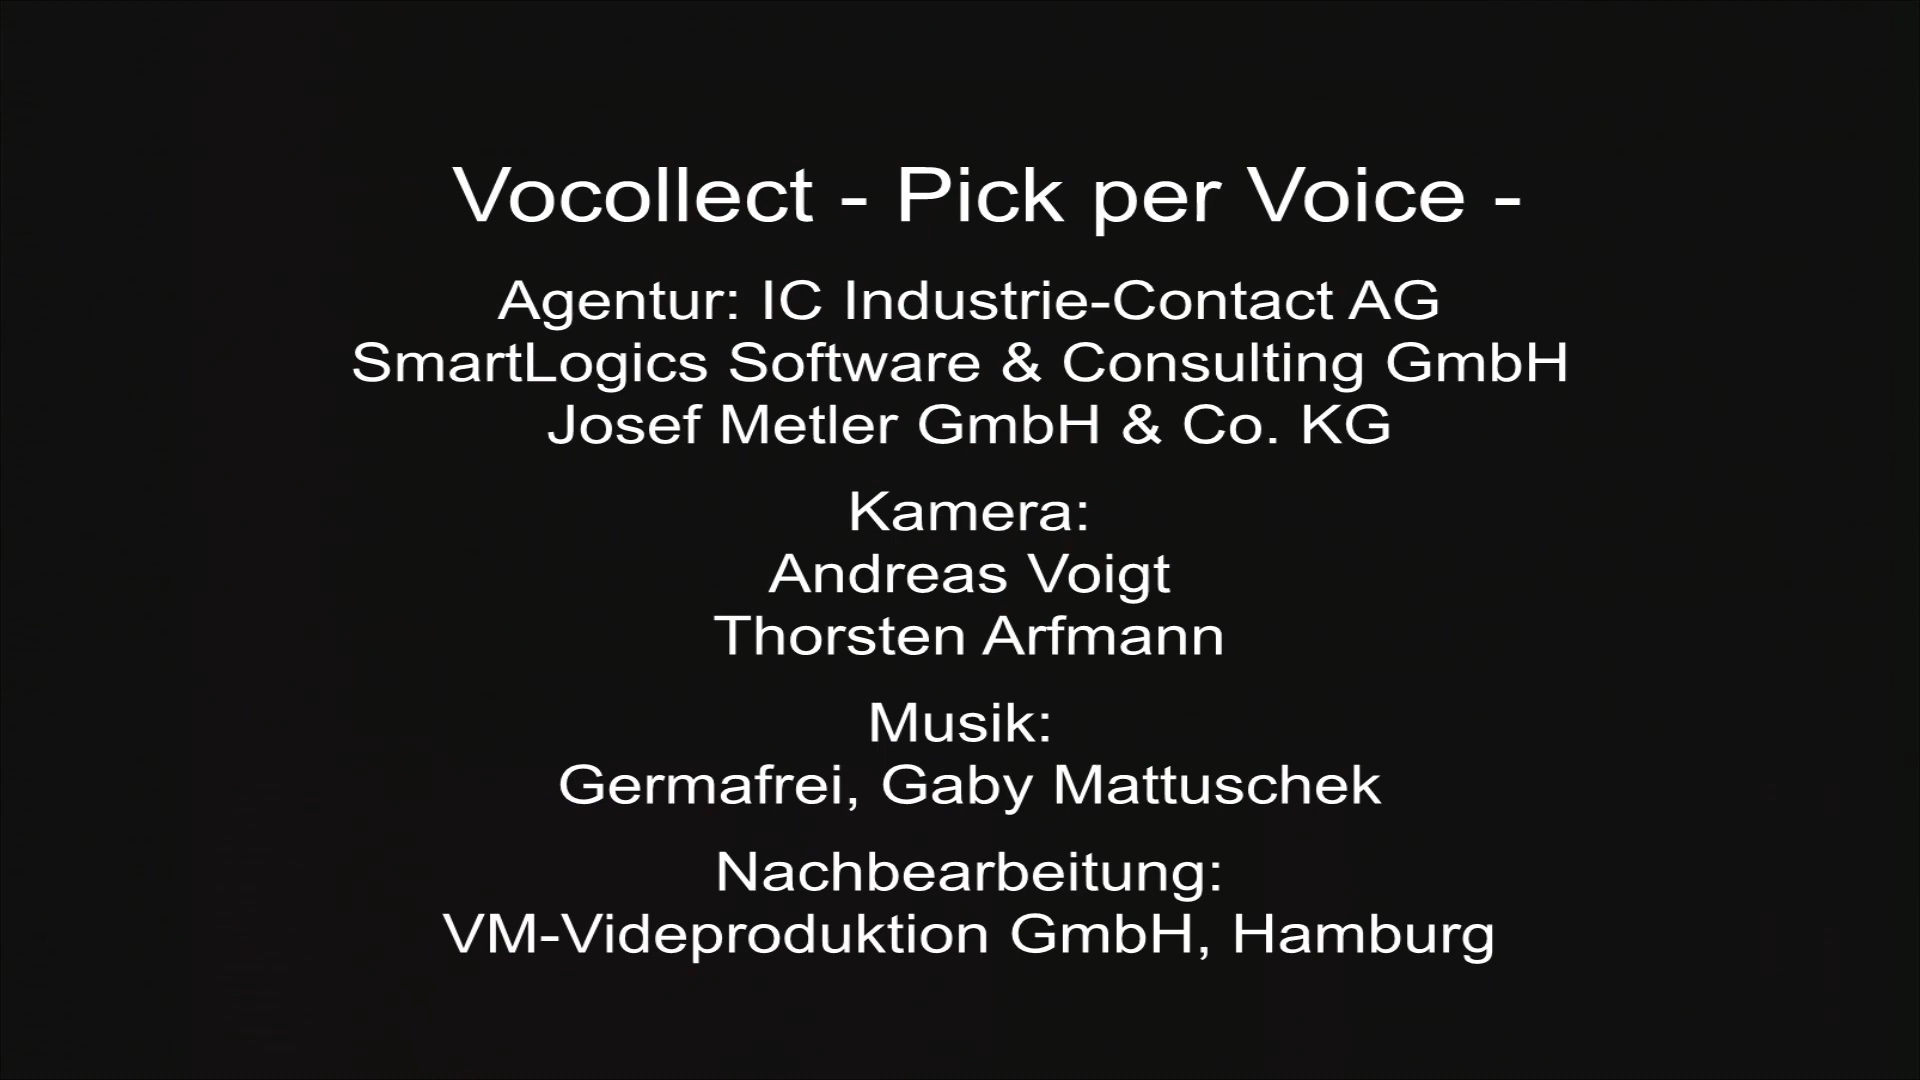 Vocollect - Pick per Voice -
Agentur: IC Industrie-Contact AG
SmartLogics Software & Consulting GmbH
Josef Metler GmbH & Co. KG
Kamera:
Andreas Voigt
Thorsten Arfmann
Musik:
Germafrei, Gaby Mattuschek
Nachbearbeitung:
VM-Videproduktion GmbH, Hamburg